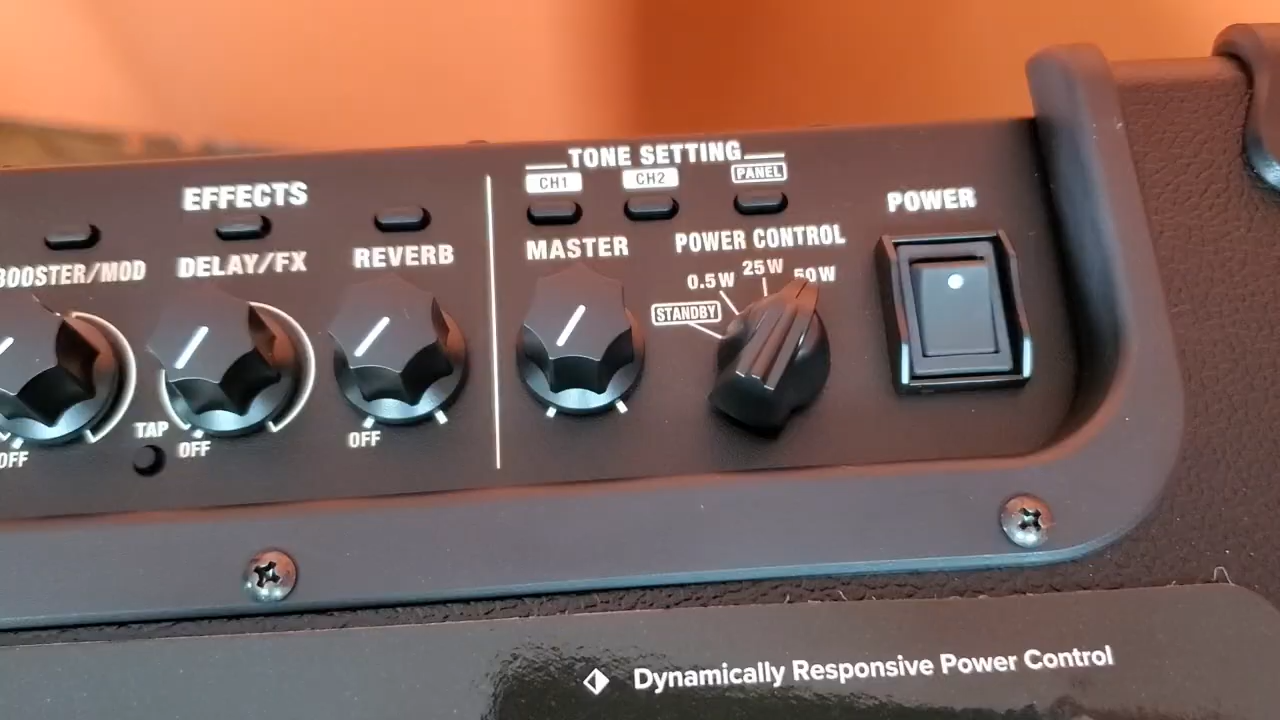 EFFECTS
BOOSTER/MOD
DELAY/FX
REVERB
OFF
TAP
OFF
OFF
TONE SETTING
CH1
CH2
PANEL
MASTER
POWER CONTROL
STANDBY
0.5W
25W
50W
POWER
Dynamically Responsive Power Control